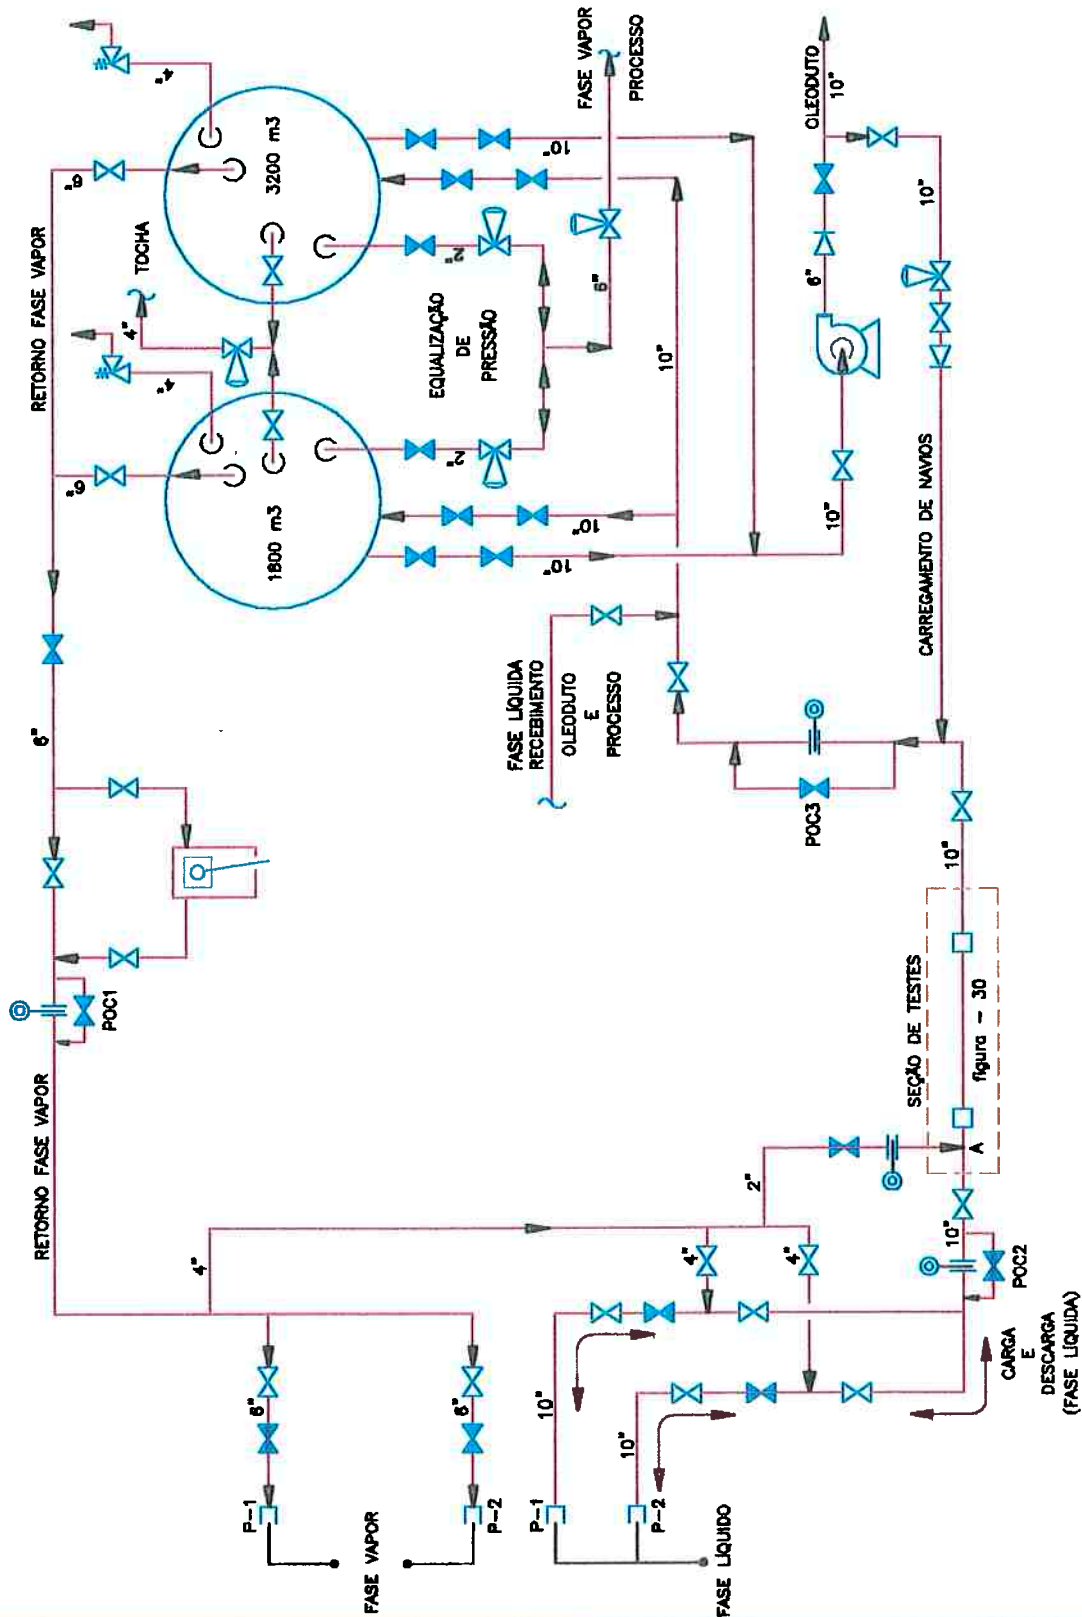 RETORNO FASE VAPOR
6"
RETORNO FASE VAPOR
6"
6"
POC1
4"
TOCHA
4"
4"
4"
P-1
6"
1800 m3
3200 m3
FASE VAPOR
EQUALIZAÇÃO
DE
PRESSÃO
2"
2"
6"
P-2
FASE LÍQUIDA
RECEBIMENTO
OLEODUTO
E
PROCESSO
P-1
10"
10"
10"
10"
FASE VAPOR
PROCESSO
6"
P-2
10"
10"
4"
FASE LÍQUIDO
2"
4"
POC3
6"
OLEODUTO
10"
10"
SEÇÃO DE TESTES
CARREGAMENTO DE NAVIOS
10"
10"
10"
A
figura - 30
POC2
CARGA
E
DESCARGA
(FASE LÍQUIDA)